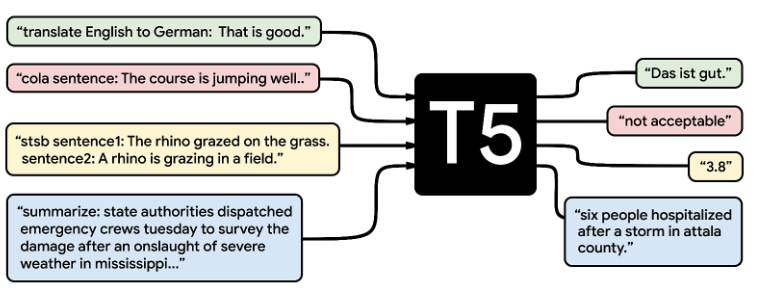 “translate English to German: That is good.”
“cola sentence: The course is jumping well..”
“stsb sentence1: The rhino grazed on the grass.
sentence2: A rhino is grazing in a field.”
“summarize: state authorities dispatched
emergency crews tuesday to survey the
damage after an onslaught of severe
weather in mississippi...”
T5
“Das ist gut.”
“not acceptable”
“3.8”
“six people hospitalized
after a storm in attala
county.”